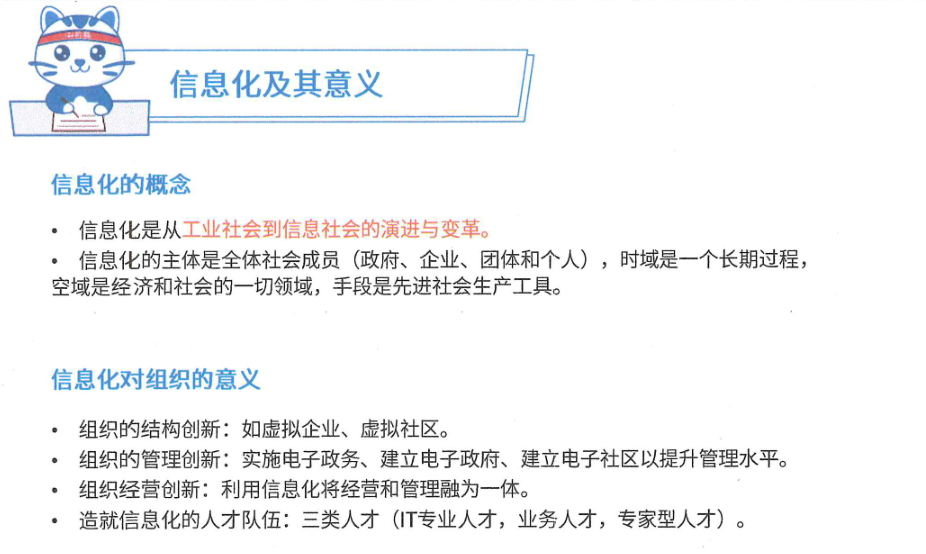 信息化及其意义
信息化的概念
• 信息化是从工业社会到信息社会的演进与变革。
• 信息化的主体是全体社会成员（政府、企业、团体和个人），时域是一个长期过程，
空域是经济和社会的一切领域，手段是先进社会生产工具。
信息化对组织的意义
• 组织的结构创新：如虚拟企业、虚拟社区。
• 组织的管理创新：实施电子政务、建立电子政府、建立电子社区以提升管理水平。
• 组织经营创新：利用信息化将经营和管理融为一体。
• 造就信息化的人才队伍：三类人才（IT专业人才，业务人才，专家型人才）。